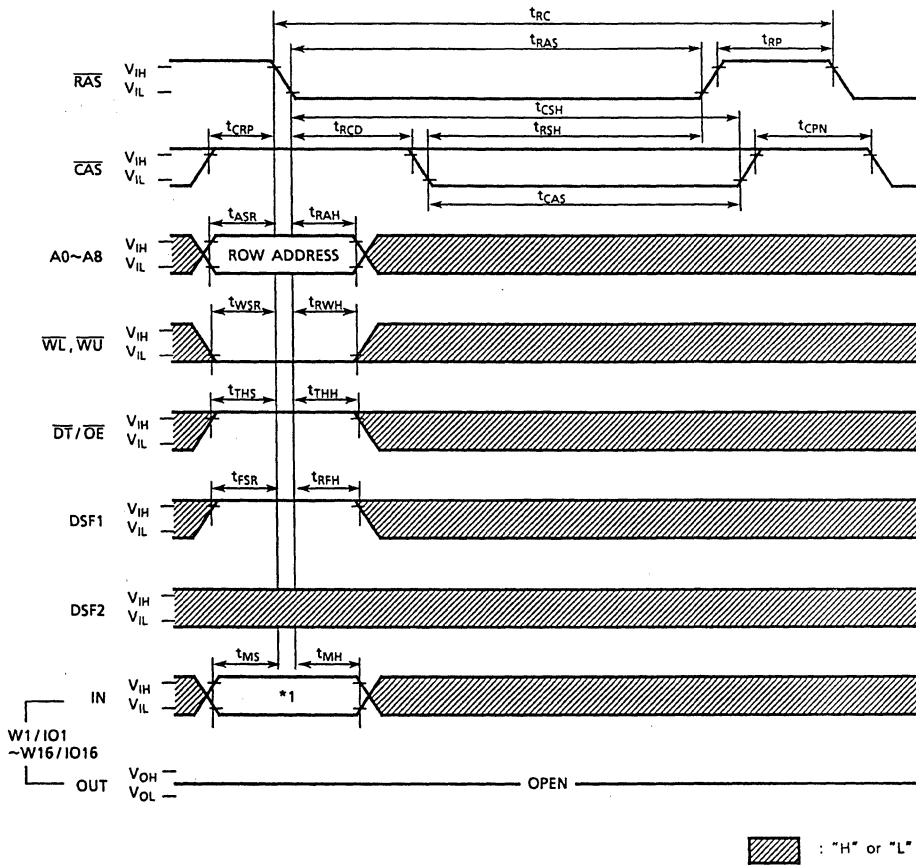 tRC
tRAS
tRP
RAS
VIH
VIL
tCSH
tCRP
tRCD
tRSH
tCPN
CAS
VIH
VIL
tCAS
tASR
tRAH
A0~A8
VIH
VIL
ROW ADDRESS
tWSR
tRWH
WL, WU
VIH
VIL
tTHS
tTHH
DT/OE
VIH
VIL
tFSR
tRFH
DSF1
VIH
VIL
DSF2
VIH
VIL
tMS
tMH
IN
VIH
VIL
*1
W1/IO1
~W16/IO16
OUT
VOH
VOL
OPEN
: "H" or "L"